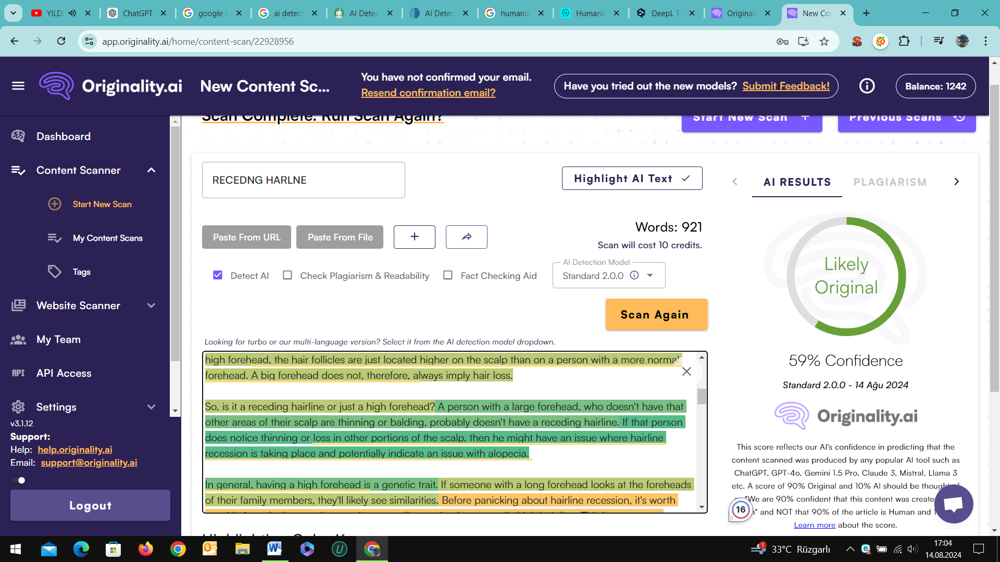 YILD
ChatGPT
google t
ai detect
AI Detec
AI Detec
humaniz
Humaniz
DeepL Tr
Originali
New Con
app.originality.ai/home/content-scan/22928956
SEO
SQ
Originality.ai
New Content Sc...
You have not confirmed your email.
Resend confirmation email?
Have you tried out the new models? Submit Feedback!
Balance: 1242
Scan Complete. Run Scan Again?
Start New Scan +
Previous Scans
Dashboard
Content Scanner
Start New Scan
My Content Scans
Tags
Website Scanner
My Team
API API Access
Settings
v3.1.12
Support:
Help: help.originality.ai
Email: support@originality.ai
Logout
RECEDNG HARLNE
Highlight AI Text
Paste From URL
Paste From File
+
Words: 921
Scan will cost 10 credits.
Detect AI
Check Plagiarism & Readability
Fact Checking Aid
AI Detection Model
Standard 2.0.0
Scan Again
Looking for turbo or our multi-language version? Select it from the AI detection model dropdown.
high forehead, the hair follicles are just located higher on the scalp than on a person with a more normal
forehead. A big forehead does not, therefore, always imply hair loss.
So, is it a receding hairline or just a high forehead? A person with a large forehead, who doesn't have that
other areas of their scalp are thinning or balding, probably doesn't have a receding hairline. If that person
does notice thinning or loss in other portions of the scalp, then he might have an issue where hairline
recession is taking place and potentially indicate an issue with alopecia.
In general, having a high forehead is a genetic trait. If someone with a long forehead looks at the foreheads
of their family members, they'll likely see similarities. Before panicking about hairline recession, it's worth
AI RESULTS
PLAGIARISM
Likely
Original
59% Confidence
Standard 2.0.0 - 14 Ağu 2024
Originality.ai
This score reflects our AI's confidence in predicting that the
content scanned was produced by any popular AI tool such as
ChatGPT, GPT-4o, Gemini 1.5 Pro, Claude 3, Mistral, Llama 3
etc. A score of 90% Original and 10% AI should be thought
"We are 90% confident that this content was create
and NOT that 90% of the article is Human and
Learn more about the score.
16
33°C Rüzgarlı
1
17:04
14.08.2024